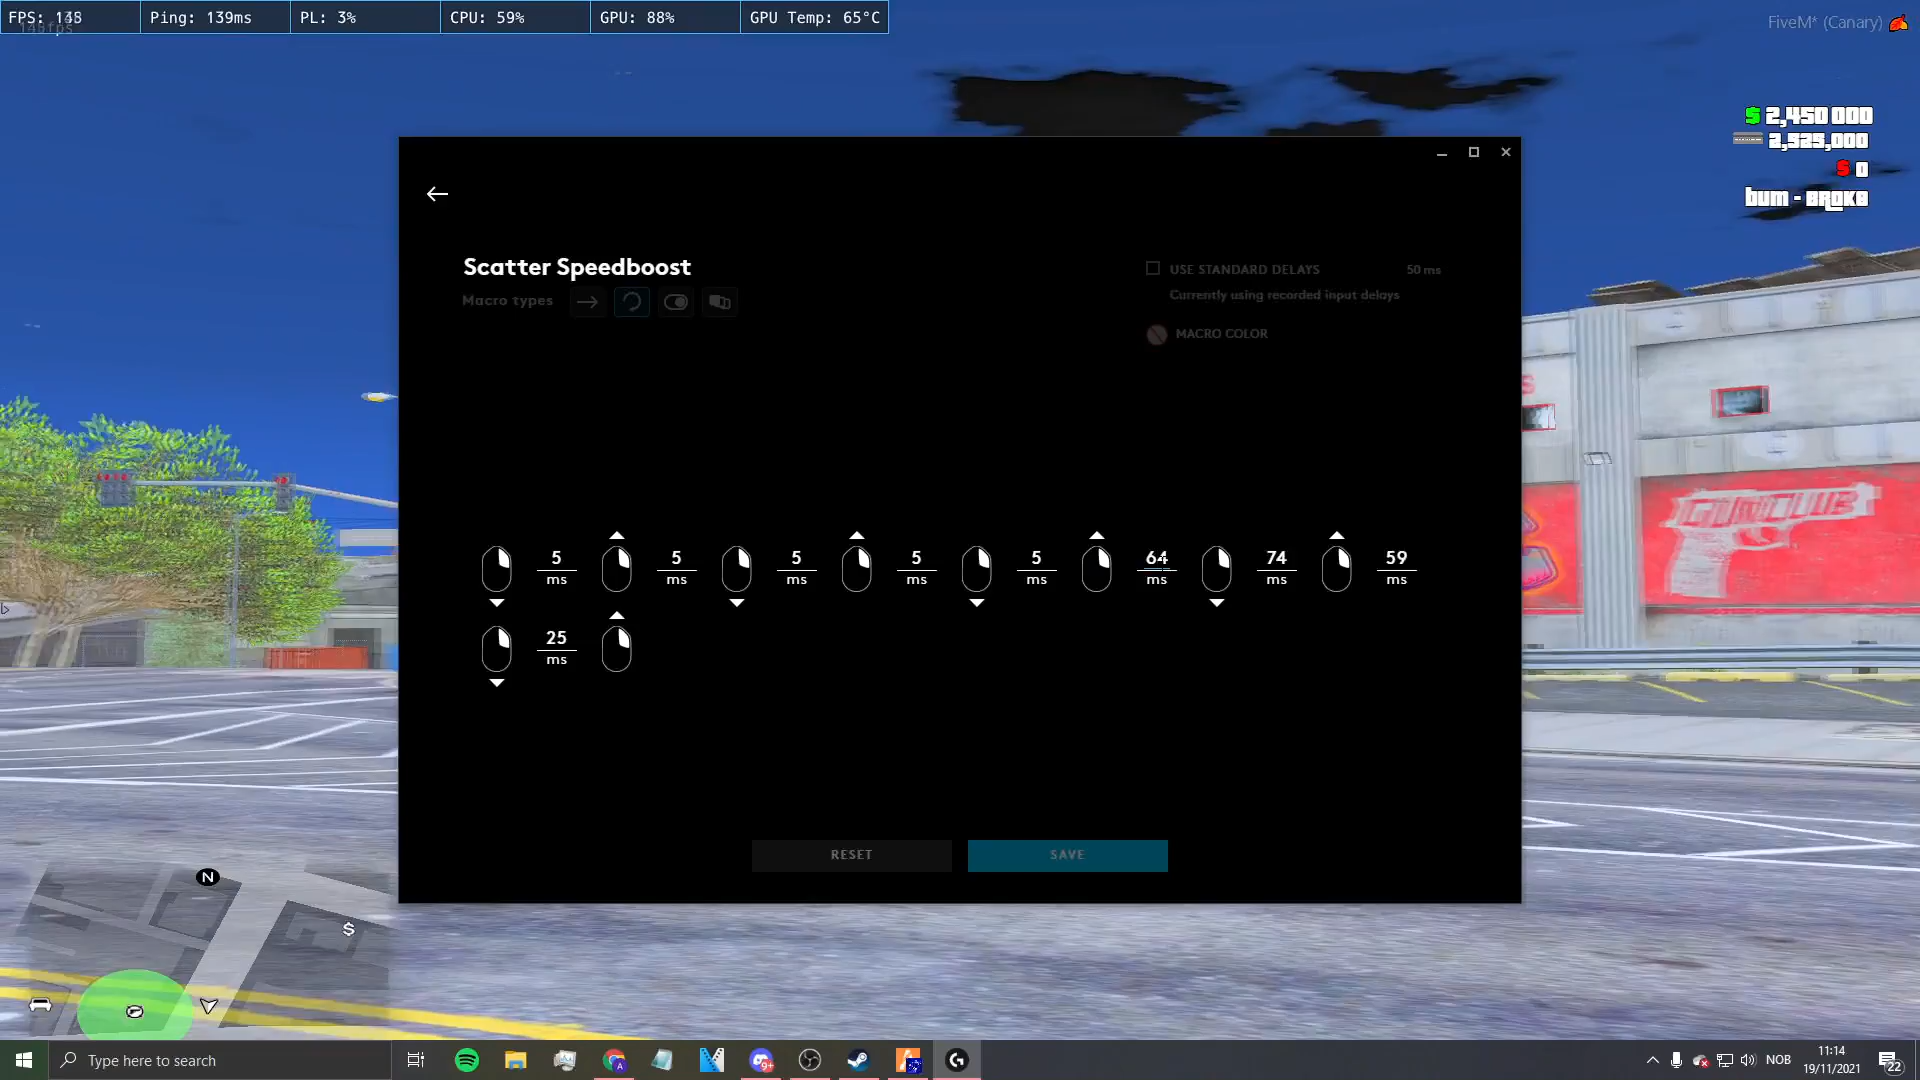 FPS: 138
Ping: 139ms
PL: 3%
CPU: 59%
GPU: 88%
GPU Temp: 65°C
148fps
FiveM* (Canary)
$ 2,450 000
2,525,000
$ 0
bum - BROKE
Scatter Speedboost
Macro types
USE STANDARD DELAYS
50 ms
Currently using recorded input delays
MACRO COLOR
5 5 5 5 5 64 74 59
ms ms ms ms ms ms ms ms
25
ms
RESET
SAVE
N
$
Type here to search
A
9+
NOB
11:14
19/11/2021
22